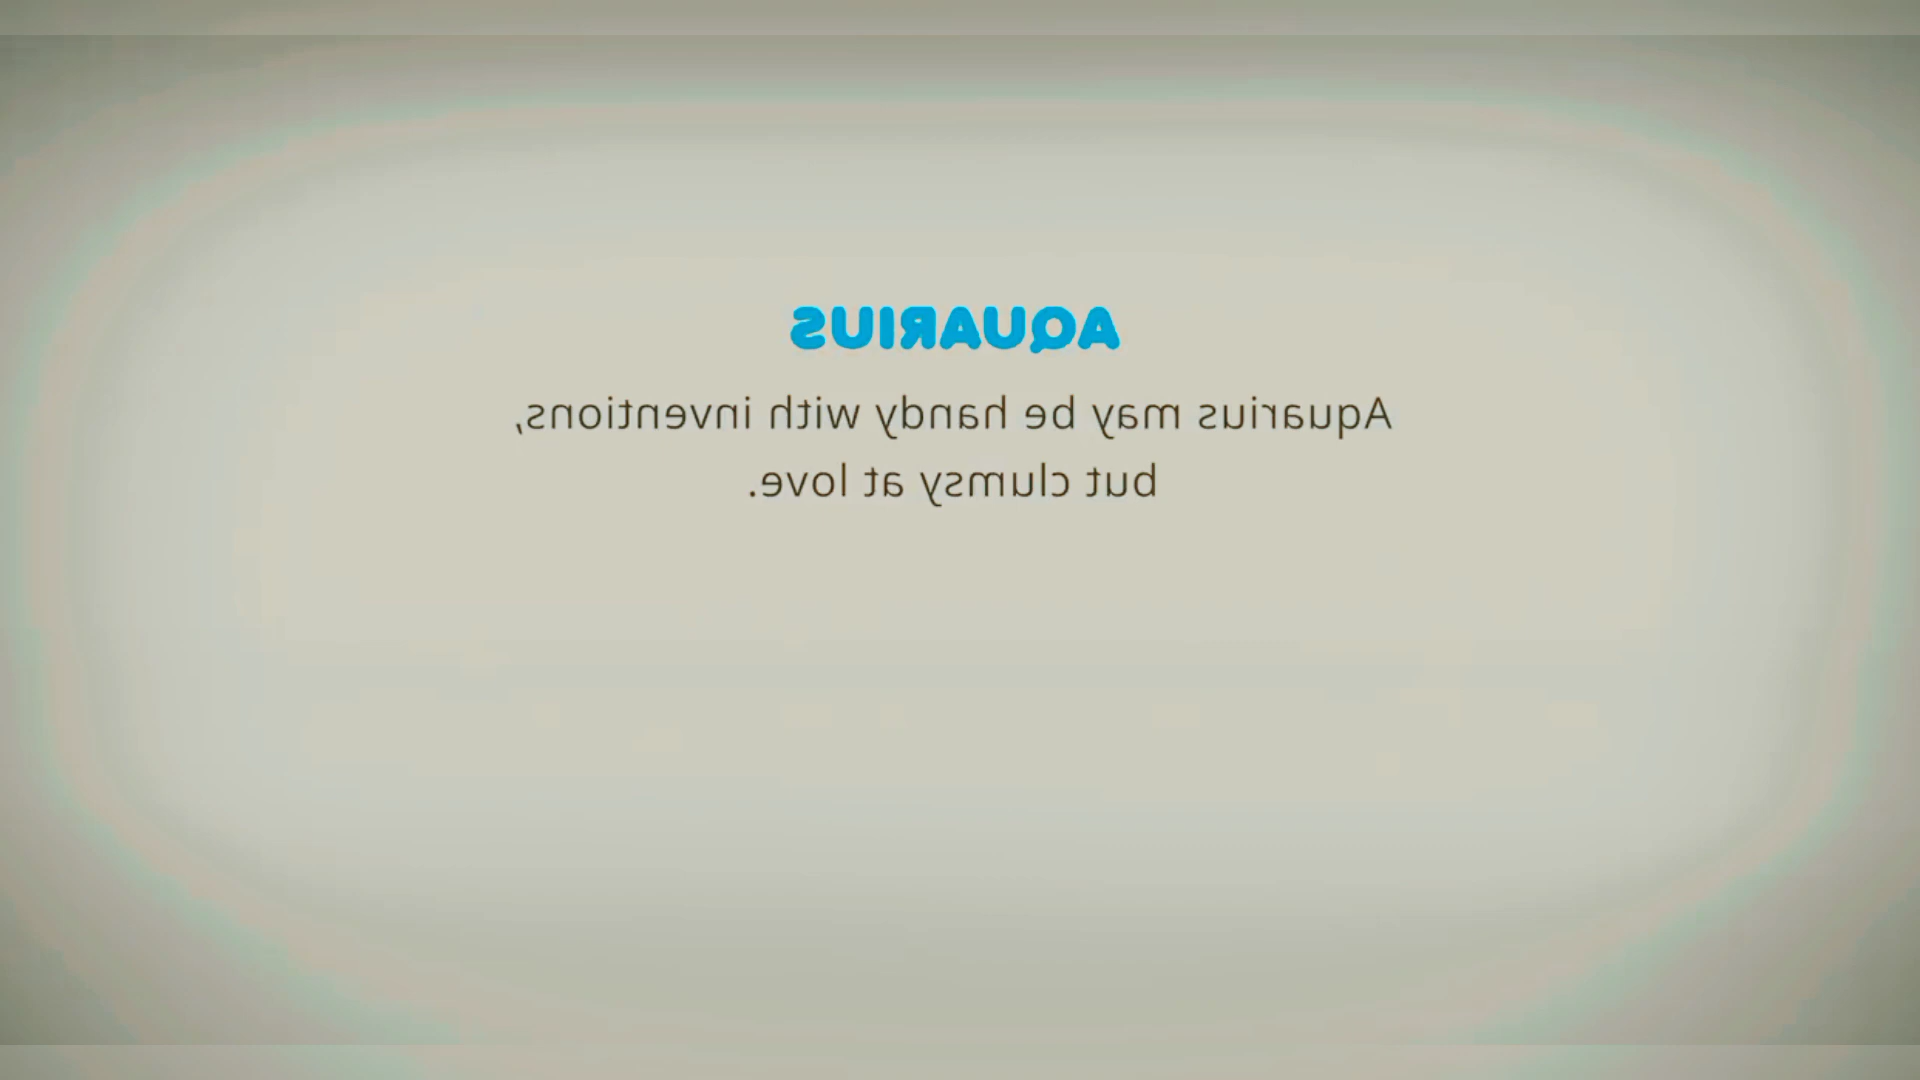 AQUARIUS
Aquarius may be handy with inventions,
but clumsy at love.